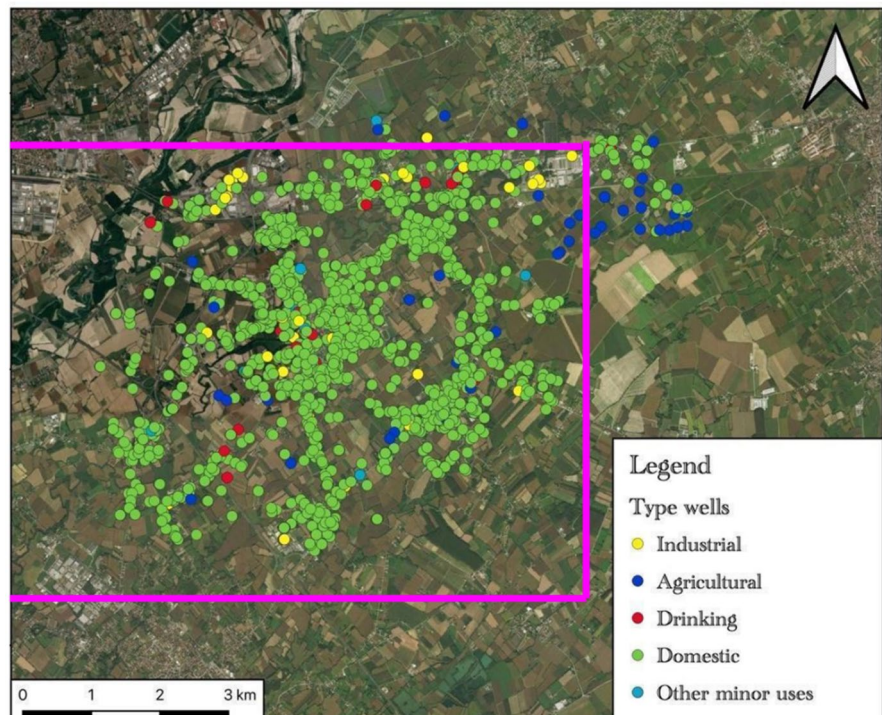 Legend
Type wells
Industrial
Agricultural
Drinking
Domestic
Other minor uses
0 1 2 3 km